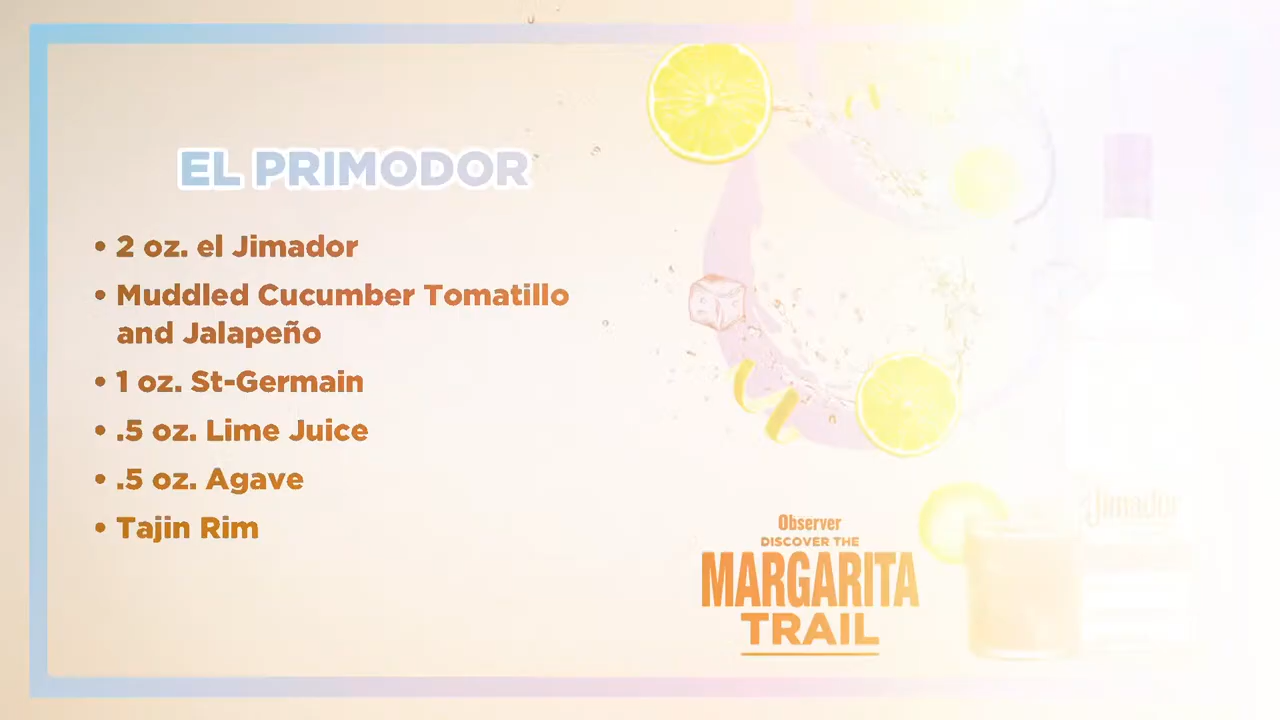 EL PRIMODOR
• 2 oz. el Jimador
• Muddled Cucumber Tomatillo
and Jalapeño
• 1 oz. St-Germain
• .5 oz. Lime Juice
• .5 oz. Agave
• Tajin Rim
Observer
DISCOVER THE
MARGARITA
TRAIL
Jimador